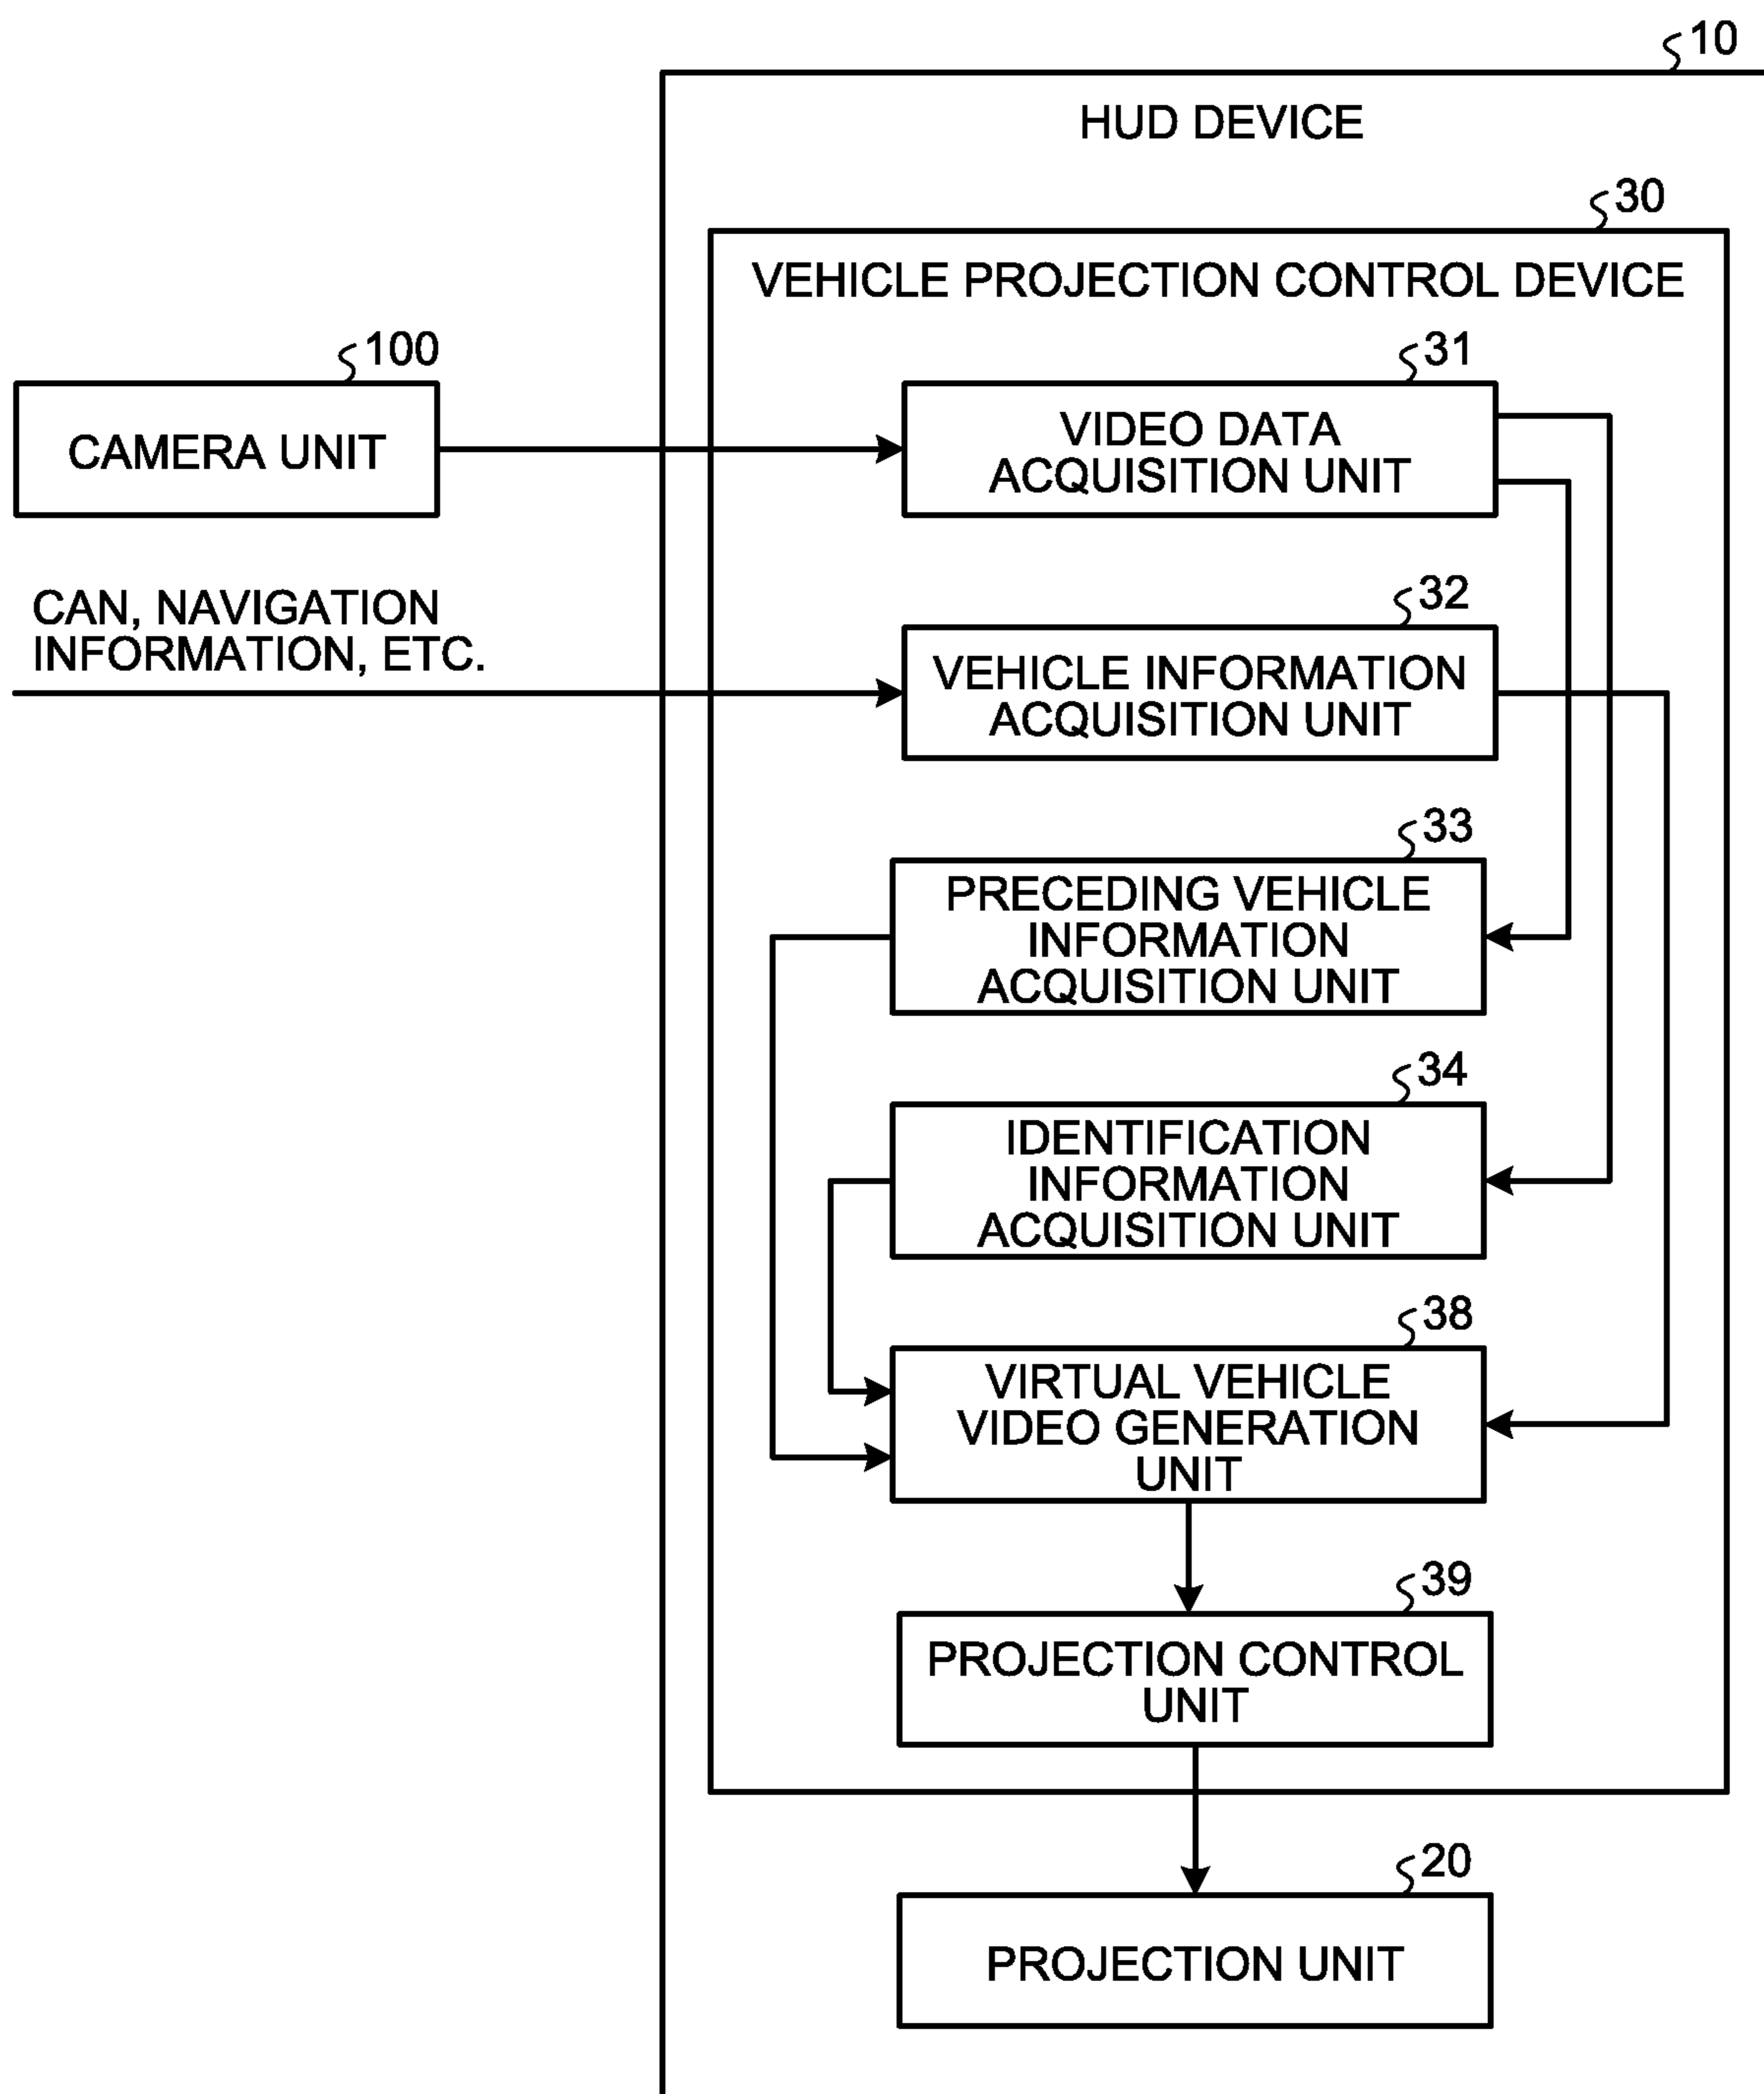 10
HUD DEVICE
30
VEHICLE PROJECTION CONTROL DEVICE
100
CAMERA UNIT
31
VIDEO DATA
ACQUISITION UNIT
CAN, NAVIGATION
INFORMATION, ETC.
32
VEHICLE INFORMATION
ACQUISITION UNIT
33
PRECEDING VEHICLE
INFORMATION
ACQUISITION UNIT
34
IDENTIFICATION
INFORMATION
ACQUISITION UNIT
38
VIRTUAL VEHICLE
VIDEO GENERATION
UNIT
39
PROJECTION CONTROL
UNIT
20
PROJECTION UNIT